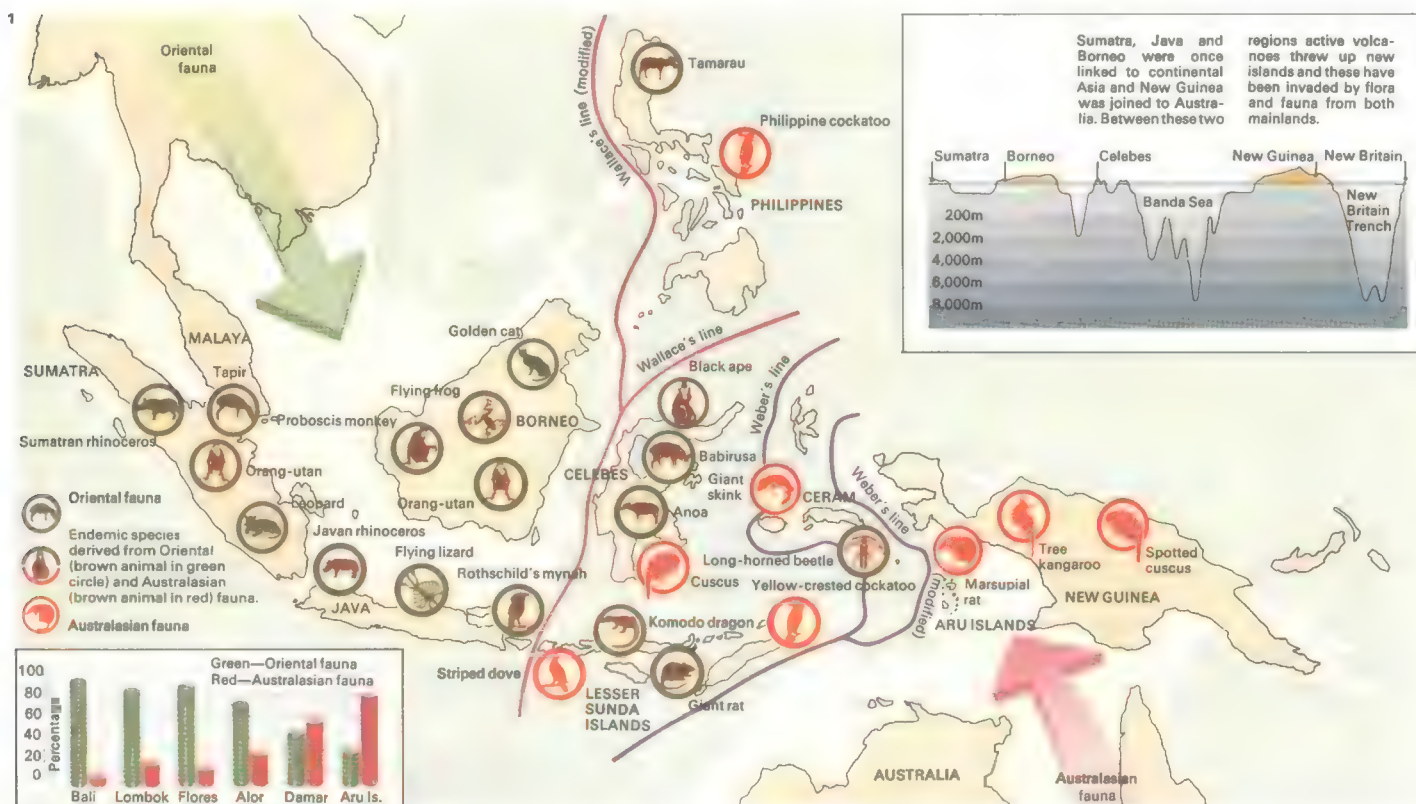 1
Oriental
fauna
Wallace's line (modified)
Tamarau
Philippine cockatoo
PHILIPPINES
Sumatra, Java and
Borneo were once
linked to continental
Asia and New Guinea
was joined to Austra-
lia. Between these two
regions active volca-
noes threw up new
islands and these have
been invaded by flora
and fauna from both
mainlands.
Sumatra
Borneo
Celebes
New Guinea
New Britain
Banda Sea
New
Britain
Trench
200m
2,000m
4,000m
6,000m
8,000m
MALAYA
SUMATRA
Tapir
Proboscis monkey
Sumatran rhinoceros
Orang-utan
Leopard
Golden cat
Flying frog
BORNEO
Orang-utan
Wallace's line
Black ape
Weber's line
CELEBES
Babirusa
Giant
skink
CERAM
Weber's line
(modified)
Anoa
Cuscus
Long-horned beetle
Yellow-crested cockatoo
Marsupial
rat
Tree
kangaroo
Spotted
cuscus
NEW GUINEA
ARU ISLANDS
Javan rhinoceros
Flying lizard
Rothschild's mynah
JAVA
Komodo dragon
Striped dove
LESSER
SUNDA
ISLANDS
Giant rat
AUSTRALIA
Australasian
fauna
Oriental fauna
Endemic species
derived from Oriental
(brown animal in green
circle) and Australasian
(brown animal in red) fauna.
Australasian fauna
Green—Oriental fauna
Red—Australasian fauna
Percentage
100
80
60
40
20
0
Bali
Lombok
Flores
Alor
Damar
Aru Is.